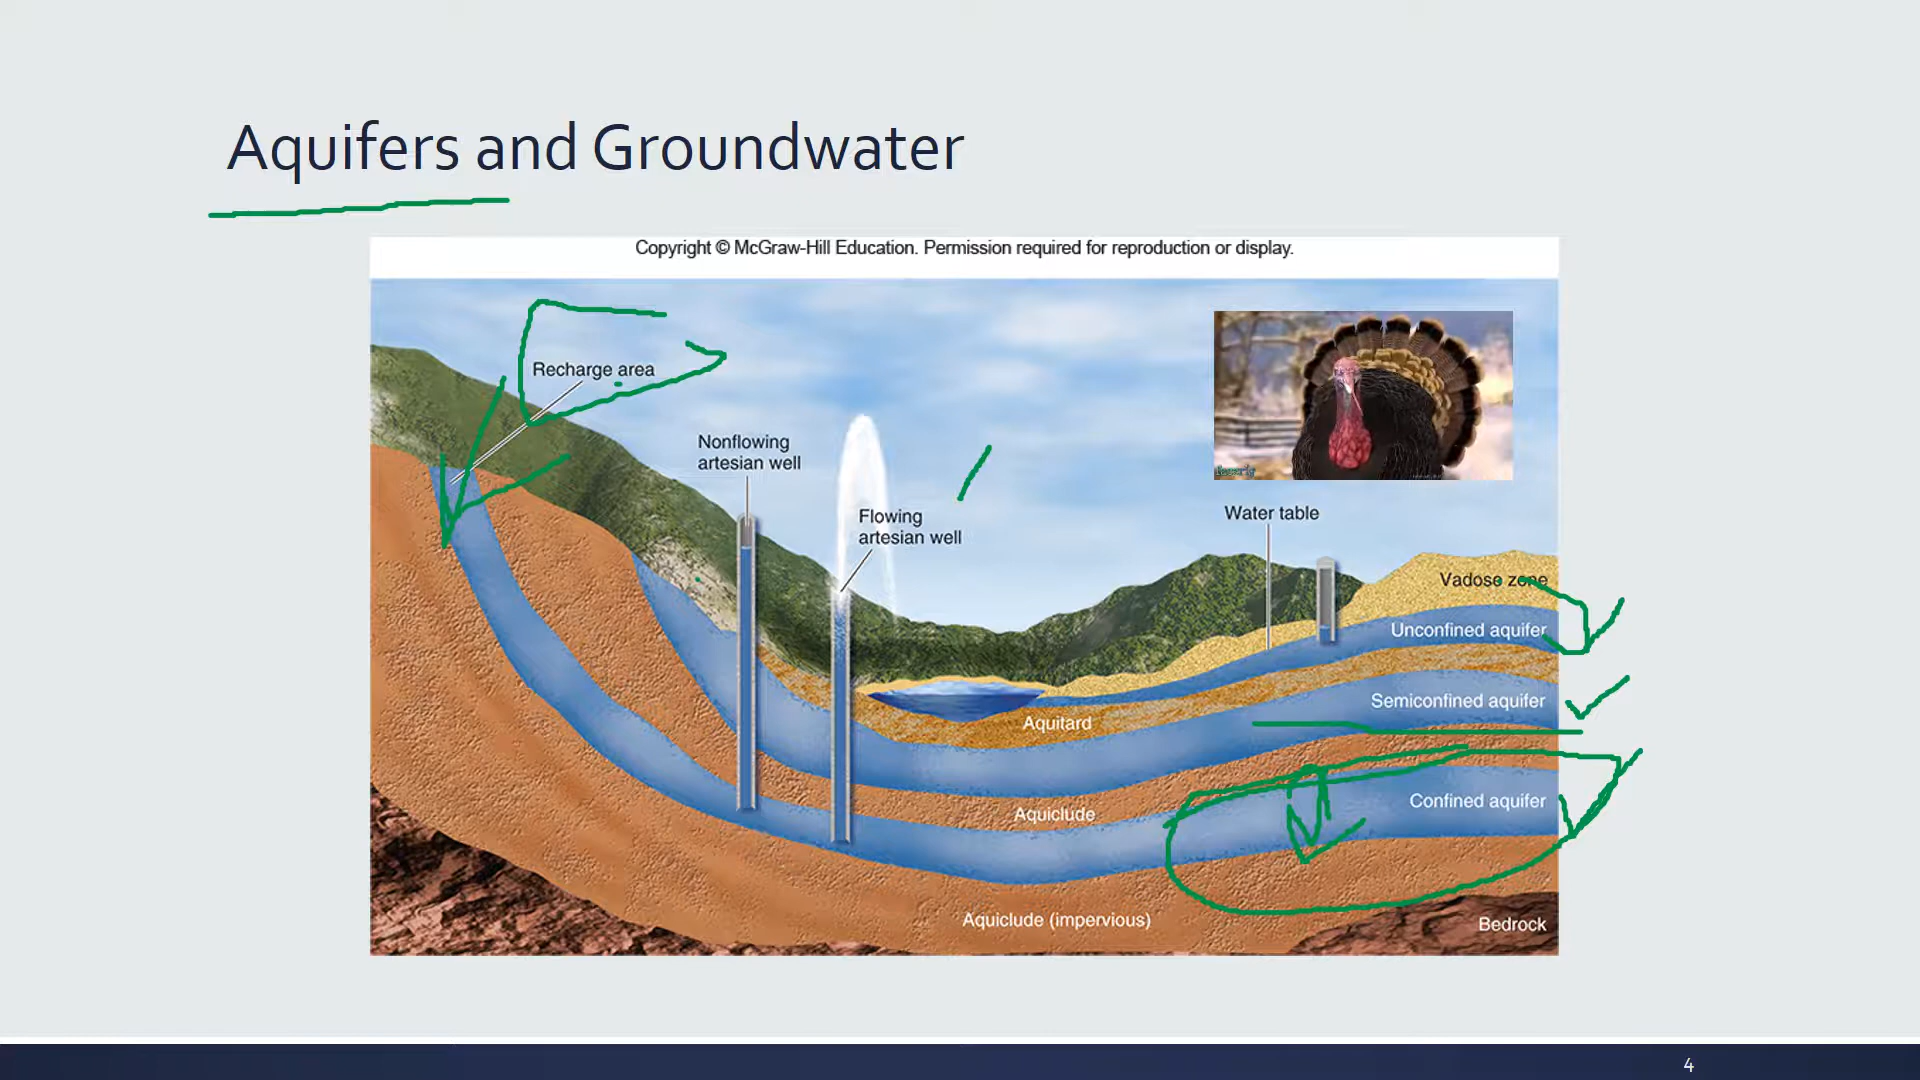 Aquifers and Groundwater
Copyright © McGraw-Hill Education. Permission required for reproduction or display.
Recharge area
Nonflowing
artesian well
Flowing
artesian well
Water table
Vadose zone
Unconfined aquifer
Semiconfined aquifer
Aquitard
Confined aquifer
Aquiclude
Aquiclude (impervious)
Bedrock
4